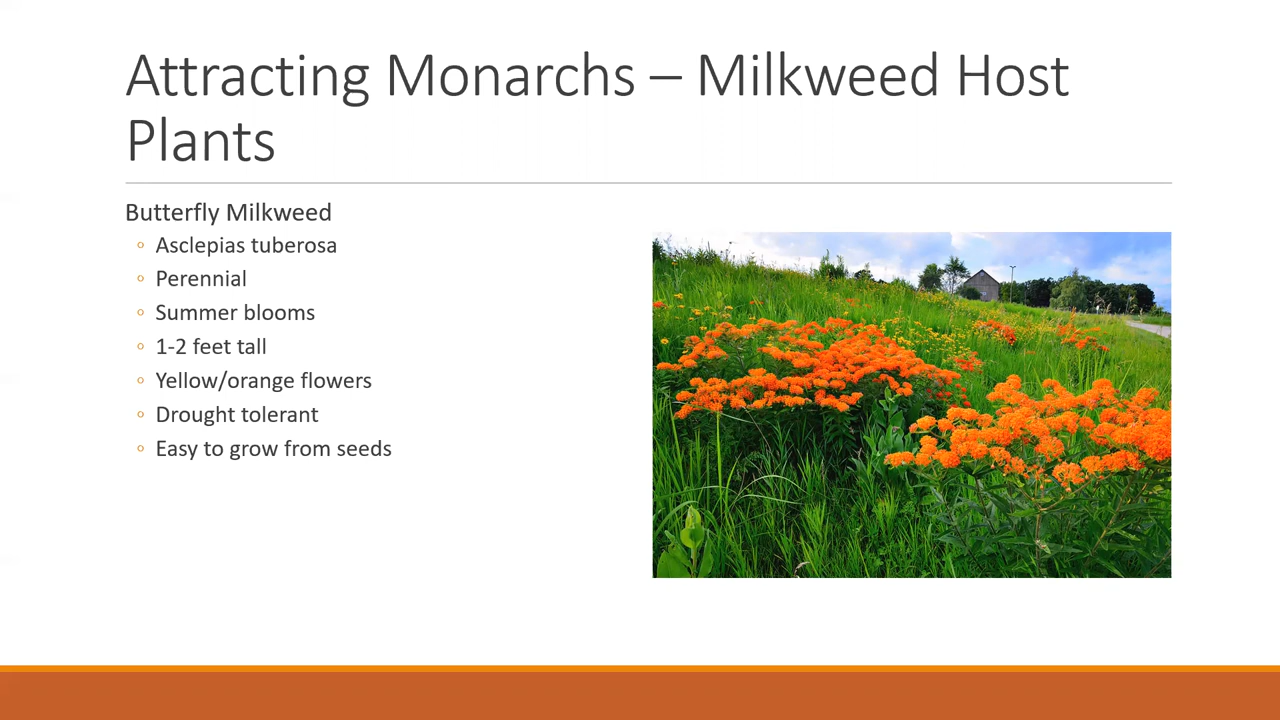 Attracting Monarchs – Milkweed Host
Plants
Butterfly Milkweed
◦ Asclepias tuberosa
◦ Perennial
◦ Summer blooms
◦ 1-2 feet tall
◦ Yellow/orange flowers
◦ Drought tolerant
◦ Easy to grow from seeds